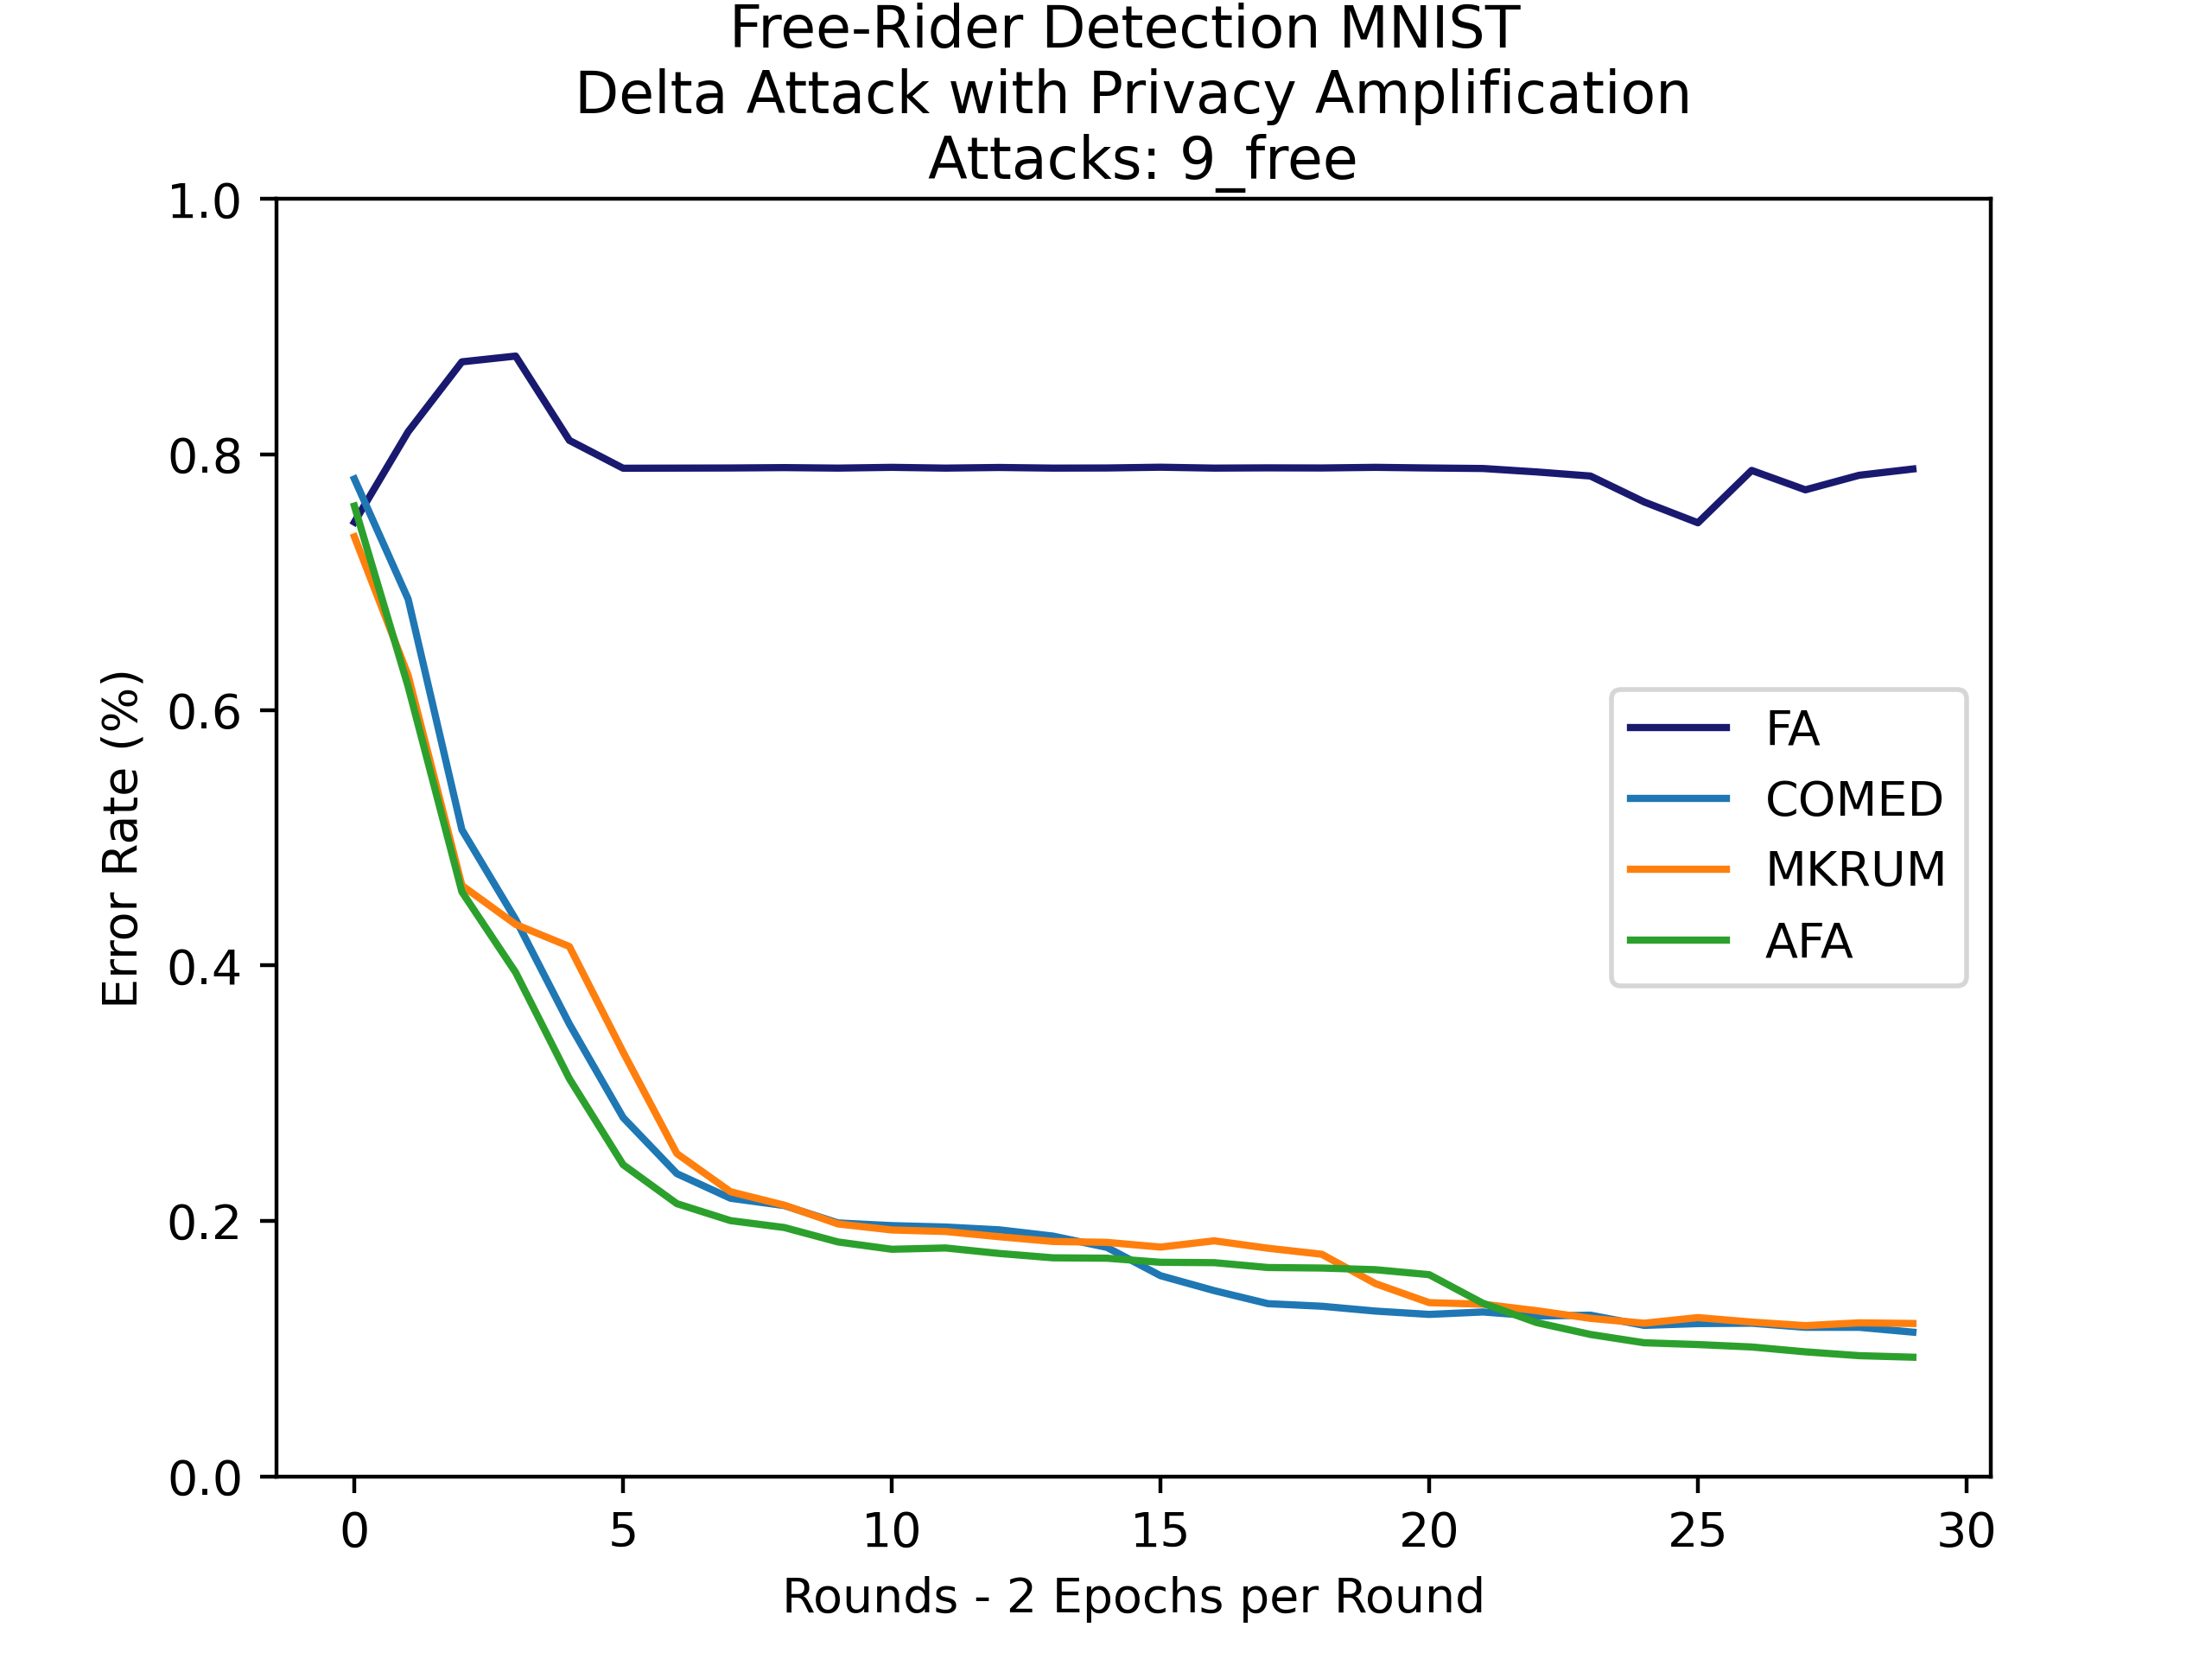 Free-Rider Detection MNIST
Delta Attack with Privacy Amplification
Attacks: 9_free
1.0
0.8
0.6
0.4
0.2
0.0
Error Rate (%)
FA
COMED
MKRUM
AFA
0 5 10 15 20 25 30
Rounds - 2 Epochs per Round